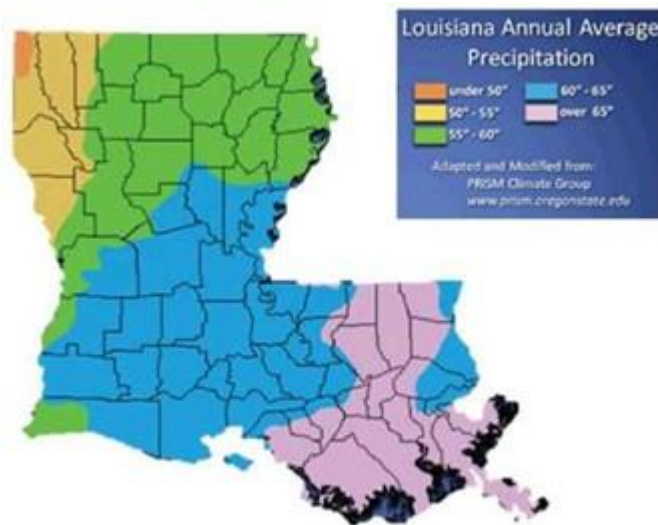 Louisiana Annual Average
Precipitation
under 50" 60" - 65"
50" - 55" over 65"
55" - 60"
Adapted and Modified from:
PRISM Climate Group
www.prism.oregonstate.edu